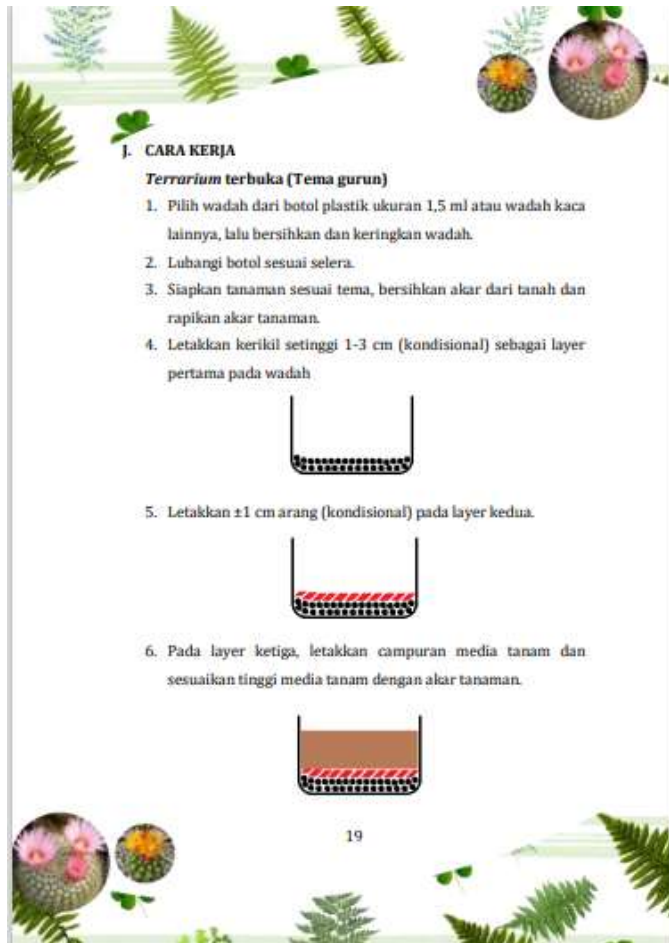 J. CARA KERJA
Terrarium terbuka (Tema gurun)
1. Pilih wadah dari botol plastik ukuran 1,5 ml atau wadah kaca
lainnya, lalu bersihkan dan keringkan wadah.
2. Lubangi botol sesuai selera.
3. Siapkan tanaman sesuai tema, bersihkan akar dari tanah dan
rapikan akar tanaman.
4. Letakkan kerikil setinggi 1-3 cm (kondisional) sebagai layer
pertama pada wadah
5. Letakkan ±1 cm arang (kondisional) pada layer kedua.
6. Pada layer ketiga, letakkan campuran media tanam dan
sesuaikan tinggi media tanam dengan akar tanaman.
19